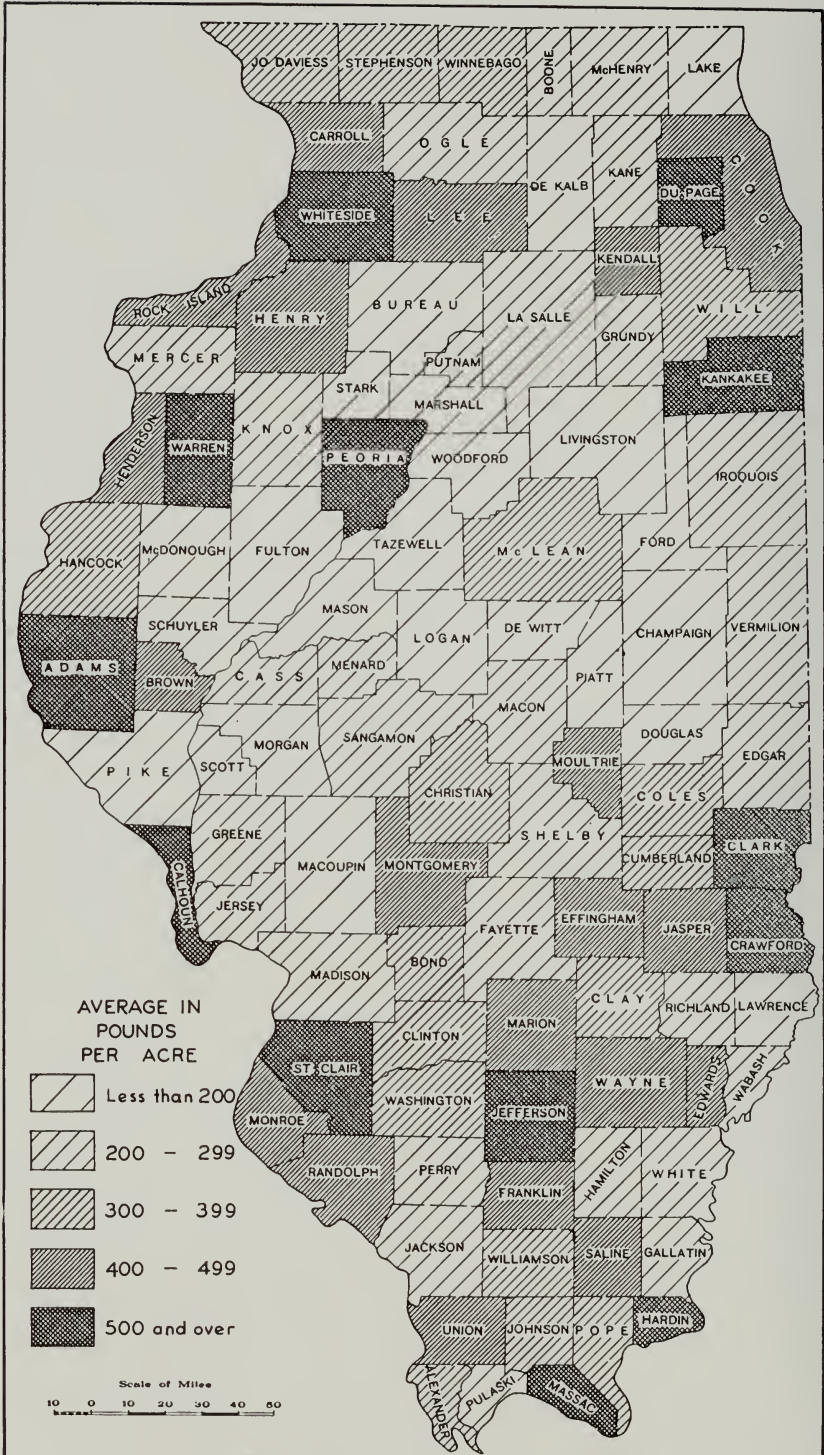 JO DAVIESS STEPHENSON WINNEBAGO BOONE McHENRY LAKE
CARROLL OGLE DE KALB KANE DU PAGE COOK
WHITESIDE LEE KENDALL
ROCK ISLAND HENRY BUREAU LA SALLE GRUNDY WILL
MERCER STARK PUTNAM KANKAKEE
HENDERSON WARREN KNOX PEORIA MARSHALL WOODFORD LIVINGSTON IROQUOIS
HANCOCK McDONOUGH FULTON TAZEWELL McLEAN FORD
ADAMS SCHUYLER MASON LOGAN DE WITT CHAMPAIGN VERMILION
BROWN CASS MENARD MACON PIATT
PIKE SCOTT MORGAN SANGAMON CHRISTIAN MOULTRIE DOUGLAS EDGAR
GREENE COLES
CALHOUN JERSEY MACOUPIN MONTGOMERY SHELBY CUMBERLAND CLARK
MADISON BOND FAYETTE EFFINGHAM JASPER CRAWFORD
CLINTON MARION CLAY RICHLAND LAWRENCE
ST CLAIR WASHINGTON JEFFERSON WAYNE EDWARDS WABASH
MONROE RANDOLPH PERRY FRANKLIN HAMILTON WHITE
JACKSON WILLIAMSON SALINE GALLATIN
UNION JOHNSON POPE HARDIN
ALEXANDER PULASKI MASSAC
AVERAGE IN
POUNDS
PER ACRE
Less than 200
200 - 299
300 - 399
400 - 499
500 and over
Scale of Miles
10 0 10 20 30 40 50